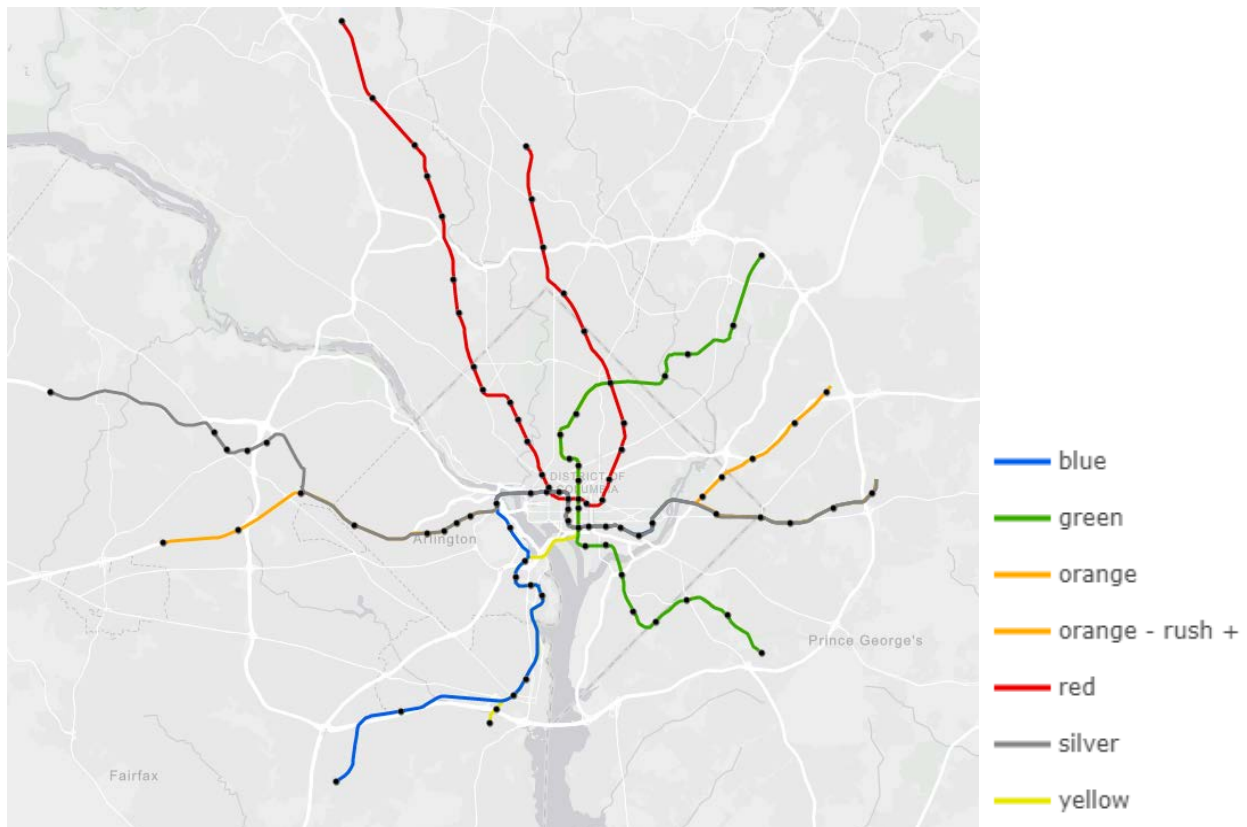 DISTRICT OF
COLUMBIA
Arlington
Prince George's
Fairfax
blue
green
orange
orange - rush +
red
silver
yellow